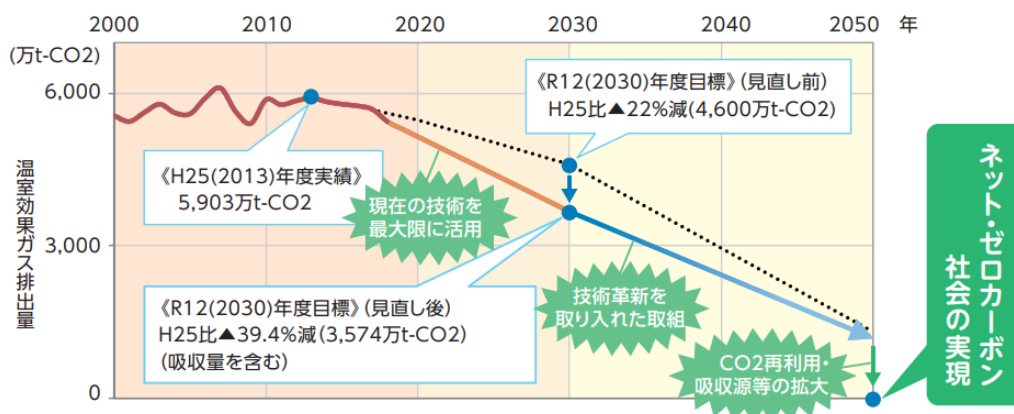 2000 2010 2020 2030 2040 2050 年
(万t-CO2)
6,000
3,000
0
温室効果ガス排出量
《H25(2013)年度実績》
5,903万t-CO2
《R12(2030)年度目標》(見直し前)
H25比▲22%減(4,600万t-CO2)
現在の技術を
最大限に活用
《R12(2030)年度目標》(見直し後)
H25比▲39.4%減(3,574万t-CO2)
(吸収量を含む)
技術革新を
取り入れた取組
CO2再利用・
吸収源等の拡大
ネット・ゼロカーボン
社会の実現